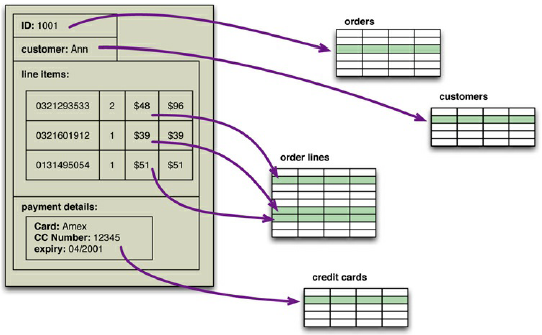 ID: 1001
customer: Ann
line items:
0321293533 2 $48 $96
0321601912 1 $39 $39
0131495054 1 $51 $51
payment details:
Card: Amex
CC Number: 12345
expiry: 04/2001
orders
customers
order lines
credit cards